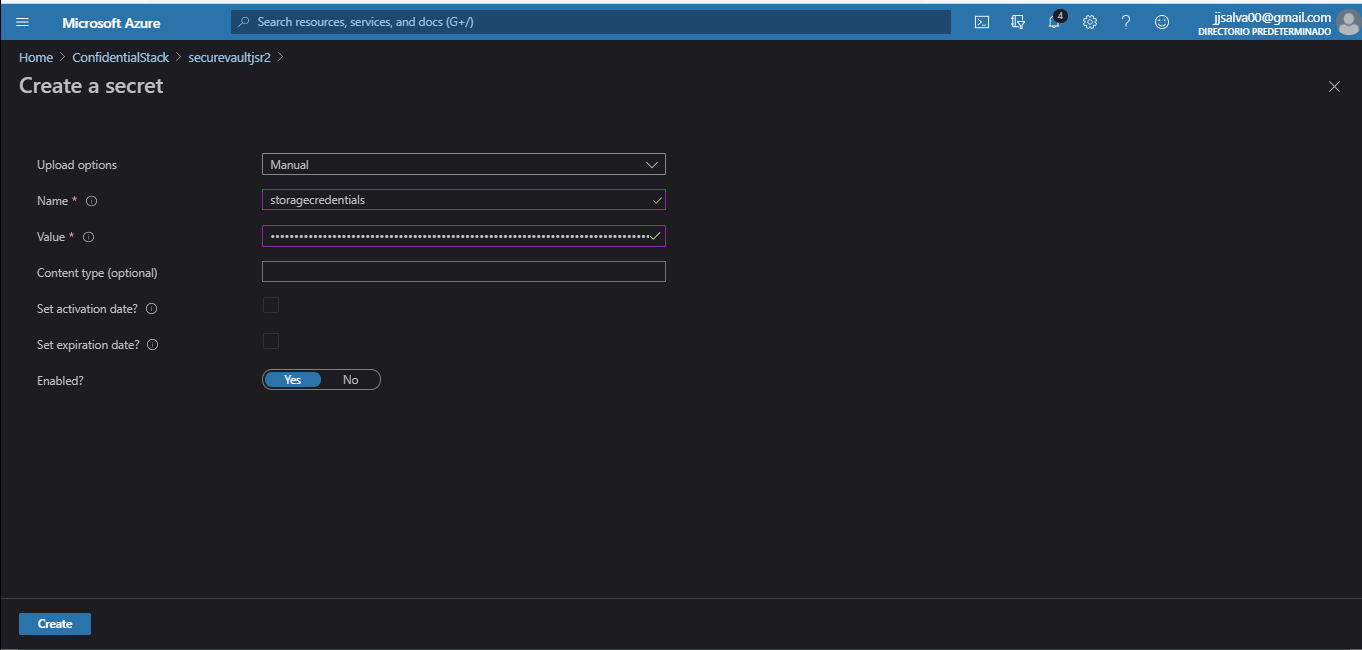 Microsoft Azure
Search resources, services, and docs (G+/)
4
jjsalva00@gmail.com
DIRECTORIO PREDETERMINADO
Home > ConfidentialStack > securevaultjsr2 >
Create a secret
Upload options
Manual
Name *
storagecredentials
Value *
Content type (optional)
Set activation date?
Set expiration date?
Enabled?
Yes No
Create